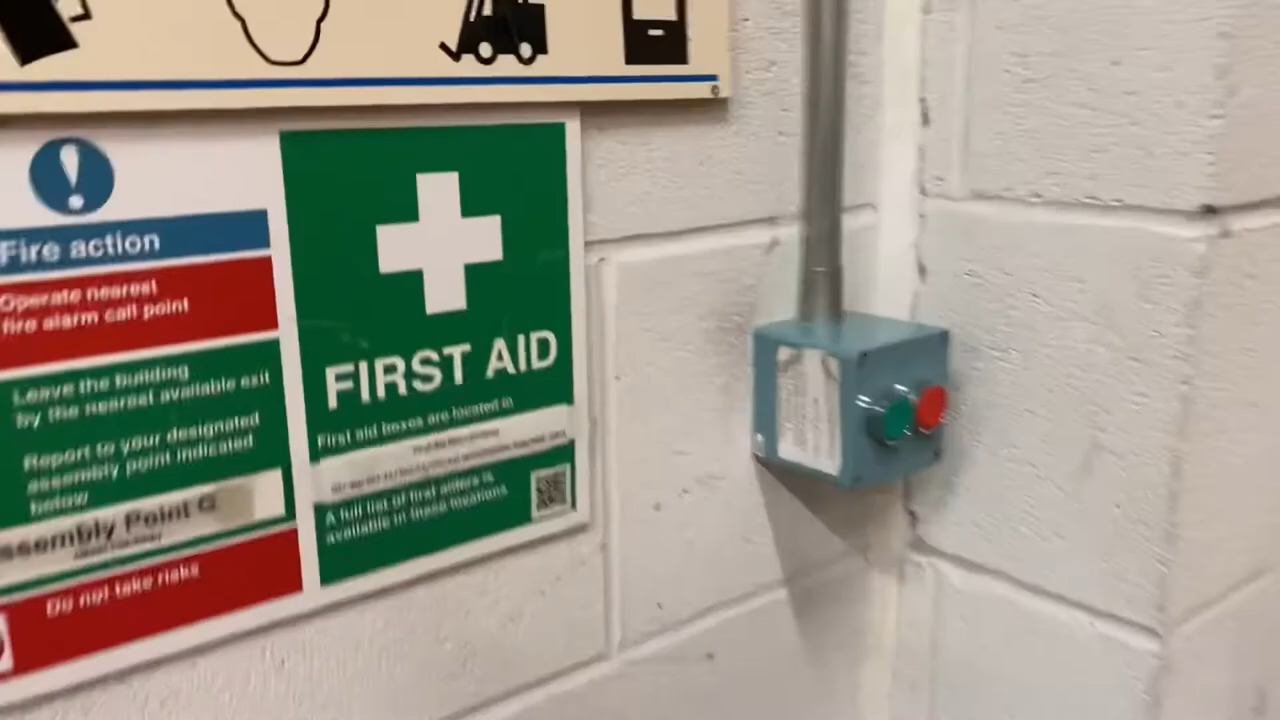 Fire action
Operate nearest
fire alarm call point
Leave the building
by the nearest available exit
Report to your designated
assembly point indicated
below
ssembly Point G
Do not take risks
FIRST AID
First aid boxes are located in
A full list of first aiders is
available in these locations